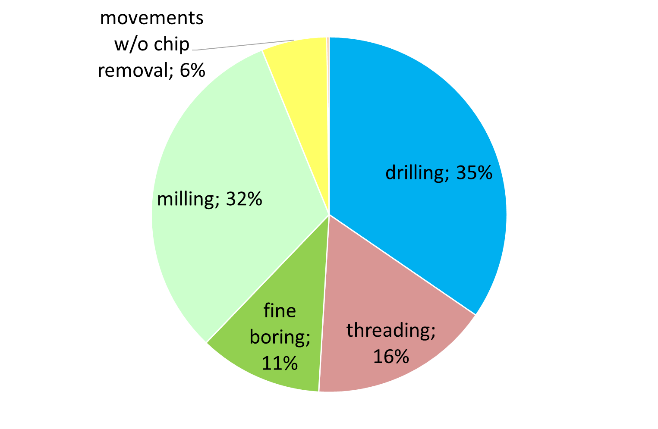 movements
w/o chip
removal; 6%
drilling; 35%
milling; 32%
fine
boring;
11%
threading;
16%